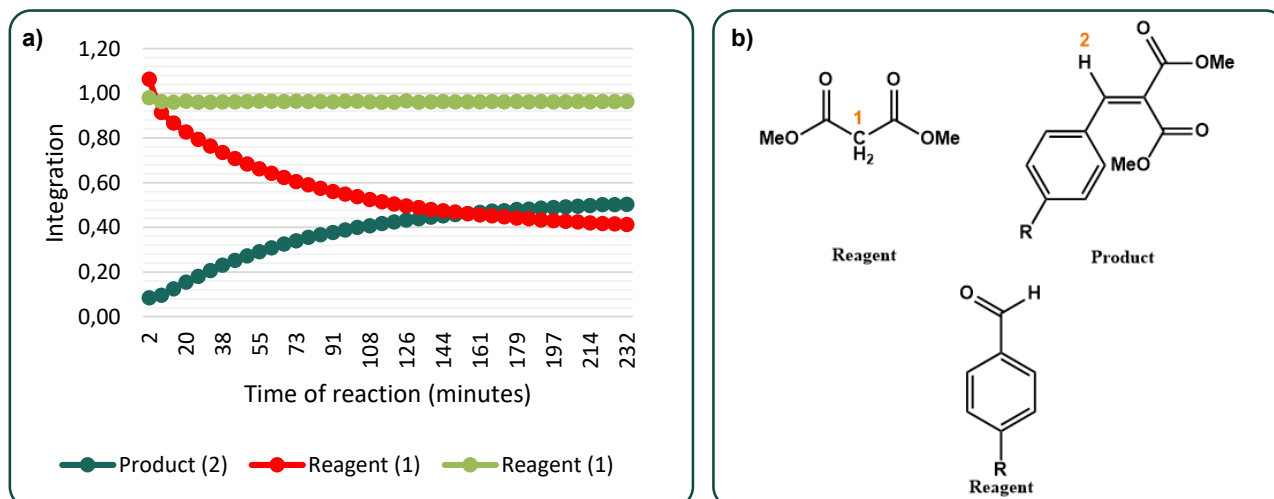 a)
1,20
1,00
0,80
0,60
0,40
0,20
0,00
Integration
2 20 38 55 73 91 108 126 144 161 179 197 214 232
Time of reaction (minutes)
Product (2) Reagent (1) Reagent (1)
b)
O O
1
MeO C OMe
H2
Reagent
2
H O
OMe
O
MeO
R
Product
O H
R
Reagent